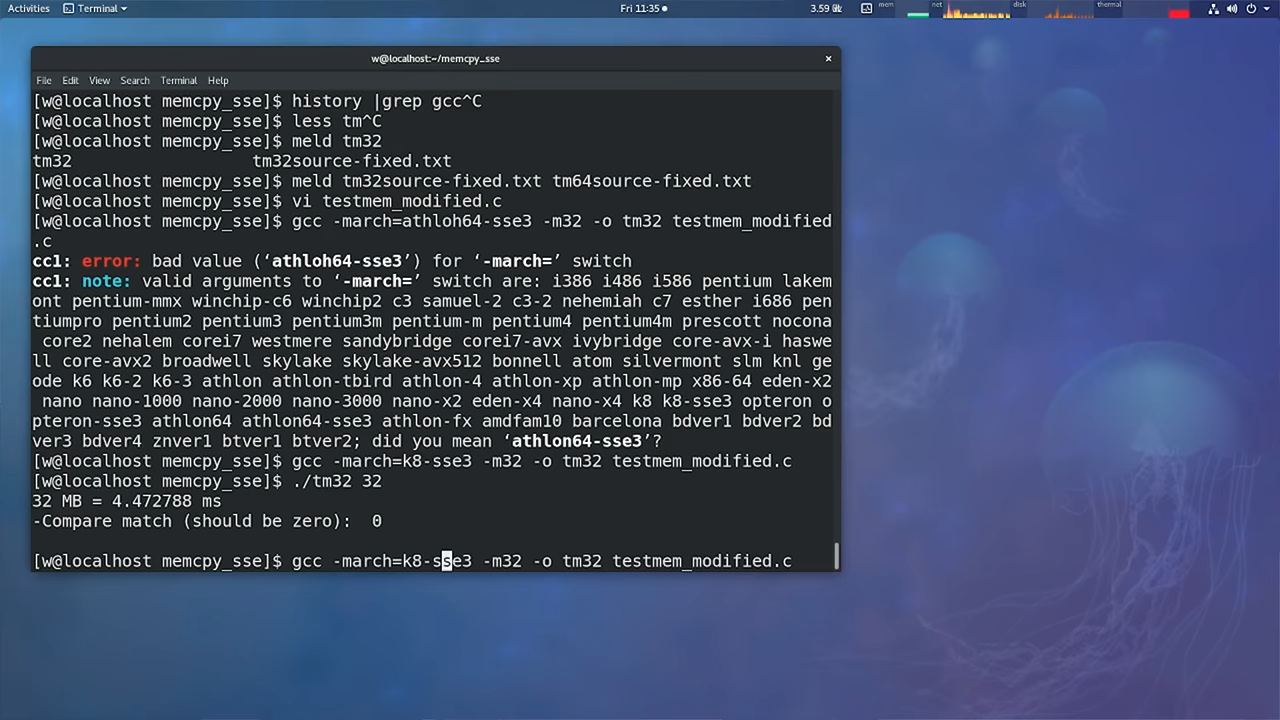 Activities Terminal Fri 11:35 3.59 GHz mem net disk thermal
w@localhost:~/memcpy_sse ×
File Edit View Search Terminal Help
[w@localhost memcpy_sse]$ history |grep gcc^C
[w@localhost memcpy_sse]$ less tm^C
[w@localhost memcpy_sse]$ meld tm32
tm32                  tm32source-fixed.txt
[w@localhost memcpy_sse]$ meld tm32source-fixed.txt tm64source-fixed.txt
[w@localhost memcpy_sse]$ vi testmem_modified.c
[w@localhost memcpy_sse]$ gcc -march=athloh64-sse3 -m32 -o tm32 testmem_modified
.c
cc1: error: bad value (‘athloh64-sse3’) for ‘-march=’ switch
cc1: note: valid arguments to ‘-march=’ switch are: i386 i486 i586 pentium lakem
ont pentium-mmx winchip-c6 winchip2 c3 samuel-2 c3-2 nehemiah c7 esther i686 pen
tiumpro pentium2 pentium3 pentium3m pentium-m pentium4 pentium4m prescott nocona
core2 nehalem corei7 westmere sandybridge corei7-avx ivybridge core-avx-i haswe
ll core-avx2 broadwell skylake skylake-avx512 bonnell atom silvermont slm knl ge
ode k6 k6-2 k6-3 athlon athlon-tbird athlon-4 athlon-xp athlon-mp x86-64 eden-x2
nano nano-1000 nano-2000 nano-3000 nano-x2 eden-x4 nano-x4 k8 k8-sse3 opteron o
pteron-sse3 athlon64 athlon64-sse3 athlon-fx amdfam10 barcelona bdver1 bdver2 bd
ver3 bdver4 znver1 btver1 btver2; did you mean ‘athlon64-sse3’?
[w@localhost memcpy_sse]$ gcc -march=k8-sse3 -m32 -o tm32 testmem_modified.c
[w@localhost memcpy_sse]$ ./tm32 32
32 MB = 4.472788 ms
-Compare match (should be zero):  0
[w@localhost memcpy_sse]$ gcc -march=k8-sse3 -m32 -o tm32 testmem_modified.c